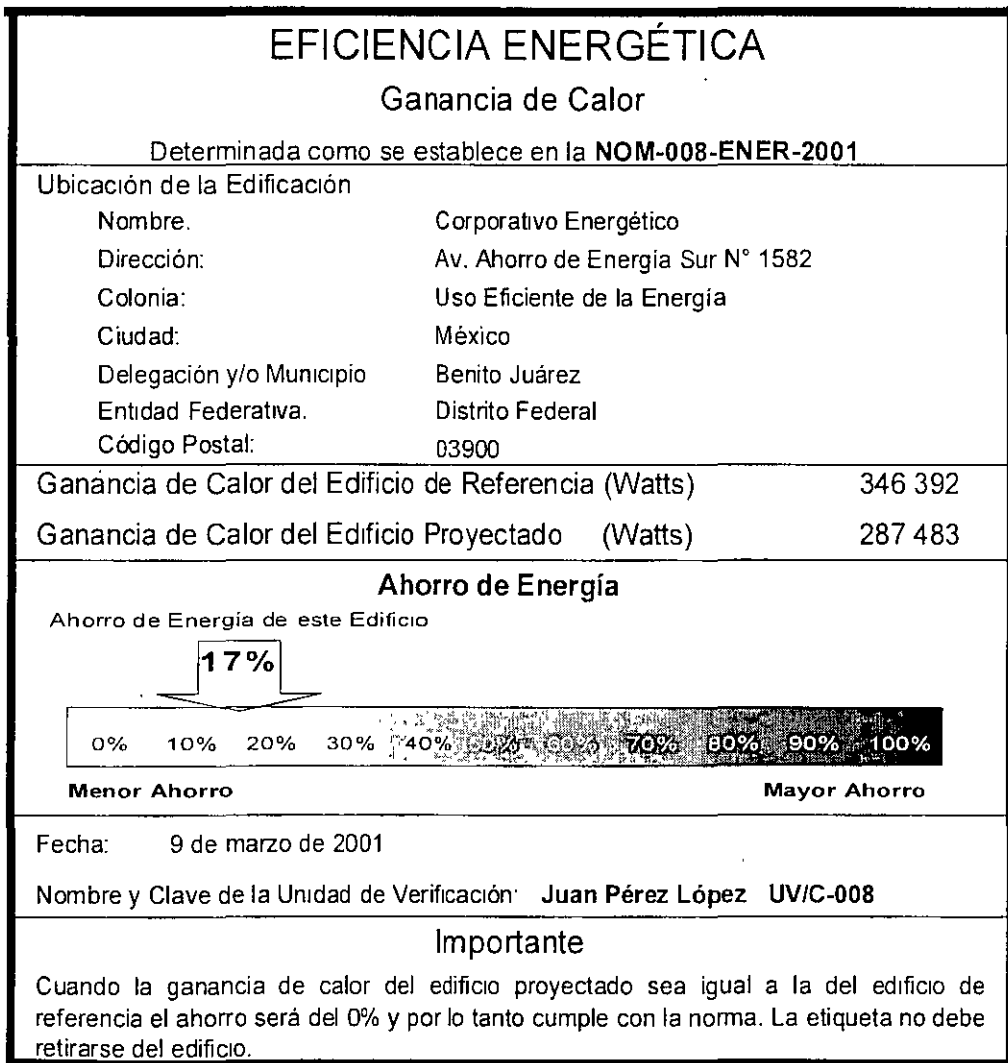 EFICIENCIA ENERGÉTICA
Ganancia de Calor
Determinada como se establece en la NOM-008-ENER-2001
Ubicación de la Edificación
Nombre. Corporativo Energético
Dirección: Av. Ahorro de Energía Sur N° 1582
Colonia: Uso Eficiente de la Energía
Ciudad: México
Delegación y/o Municipio Benito Juárez
Entidad Federativa. Distrito Federal
Código Postal: 03900
Ganancia de Calor del Edificio de Referencia (Watts) 346 392
Ganancia de Calor del Edificio Proyectado (Watts) 287 483
Ahorro de Energía
Ahorro de Energía de este Edificio
17%
0% 10% 20% 30% 40% 50% 60% 70% 80% 90% 100%
Menor Ahorro Mayor Ahorro
Fecha: 9 de marzo de 2001
Nombre y Clave de la Unidad de Verificación: Juan Pérez López UV/C-008
Importante
Cuando la ganancia de calor del edificio proyectado sea igual a la del edificio de
referencia el ahorro será del 0% y por lo tanto cumple con la norma. La etiqueta no debe
retirarse del edificio.